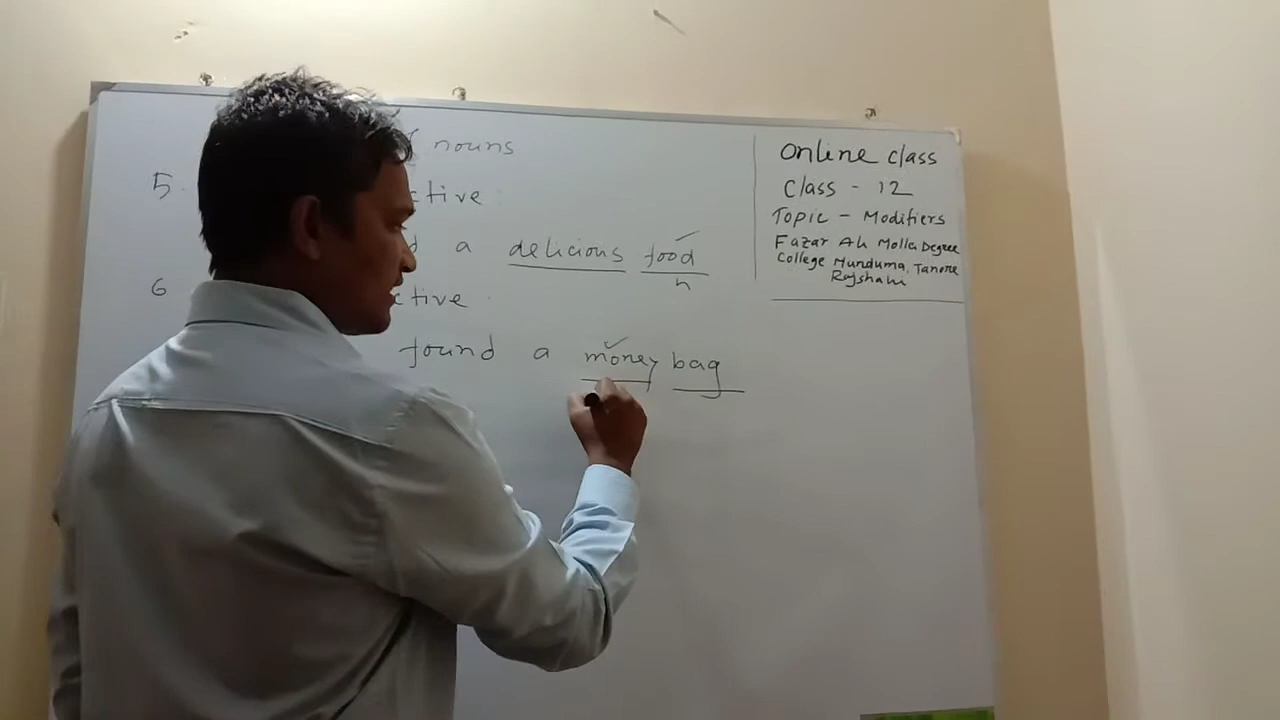 nouns
5. ctive
a delicious food
n
6 ctive
found a money bag
Online class
Class - 12
Topic - Modifiers
Fazar Ali Molla Degree
College Munduma, Tanore
Rajshahi